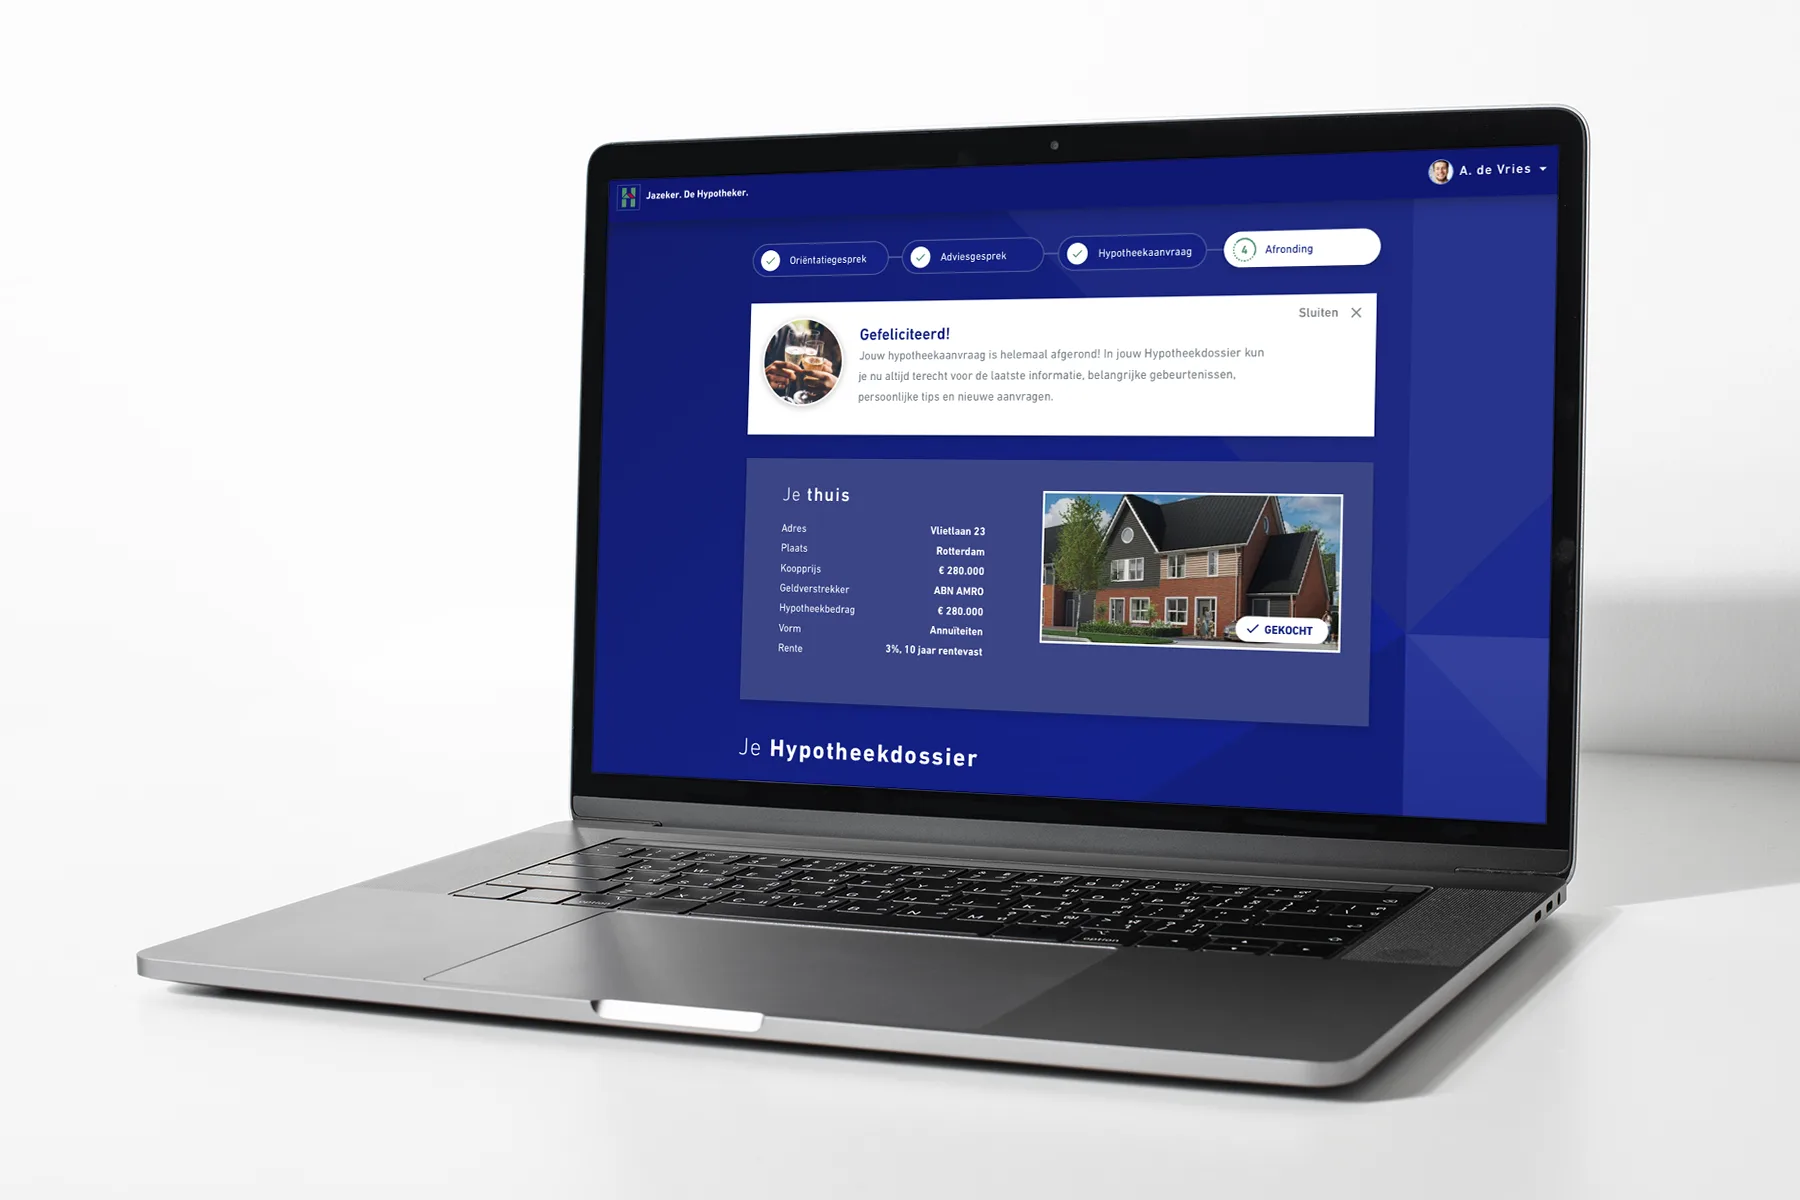 Jazeker. De Hypotheker.
A. de Vries
Oriëntatiegesprek
Adviesgesprek
Hypotheekaanvraag
4 Afronding
Sluiten
Gefeliciteerd!
Jouw hypotheekaanvraag is helemaal afgerond! In jouw Hypotheekdossier kun
je nu altijd terecht voor de laatste informatie, belangrijke gebeurtenissen,
persoonlijke tips en nieuwe aanvragen.
Je thuis
Adres Vlietlaan 23
Plaats Rotterdam
Koopprijs € 280.000
Geldverstrekker ABN AMRO
Hypotheekbedrag € 280.000
Vorm Annuïteiten
Rente 3%, 10 jaar rentevast
GEKOCHT
Je Hypotheekdossier
option
option